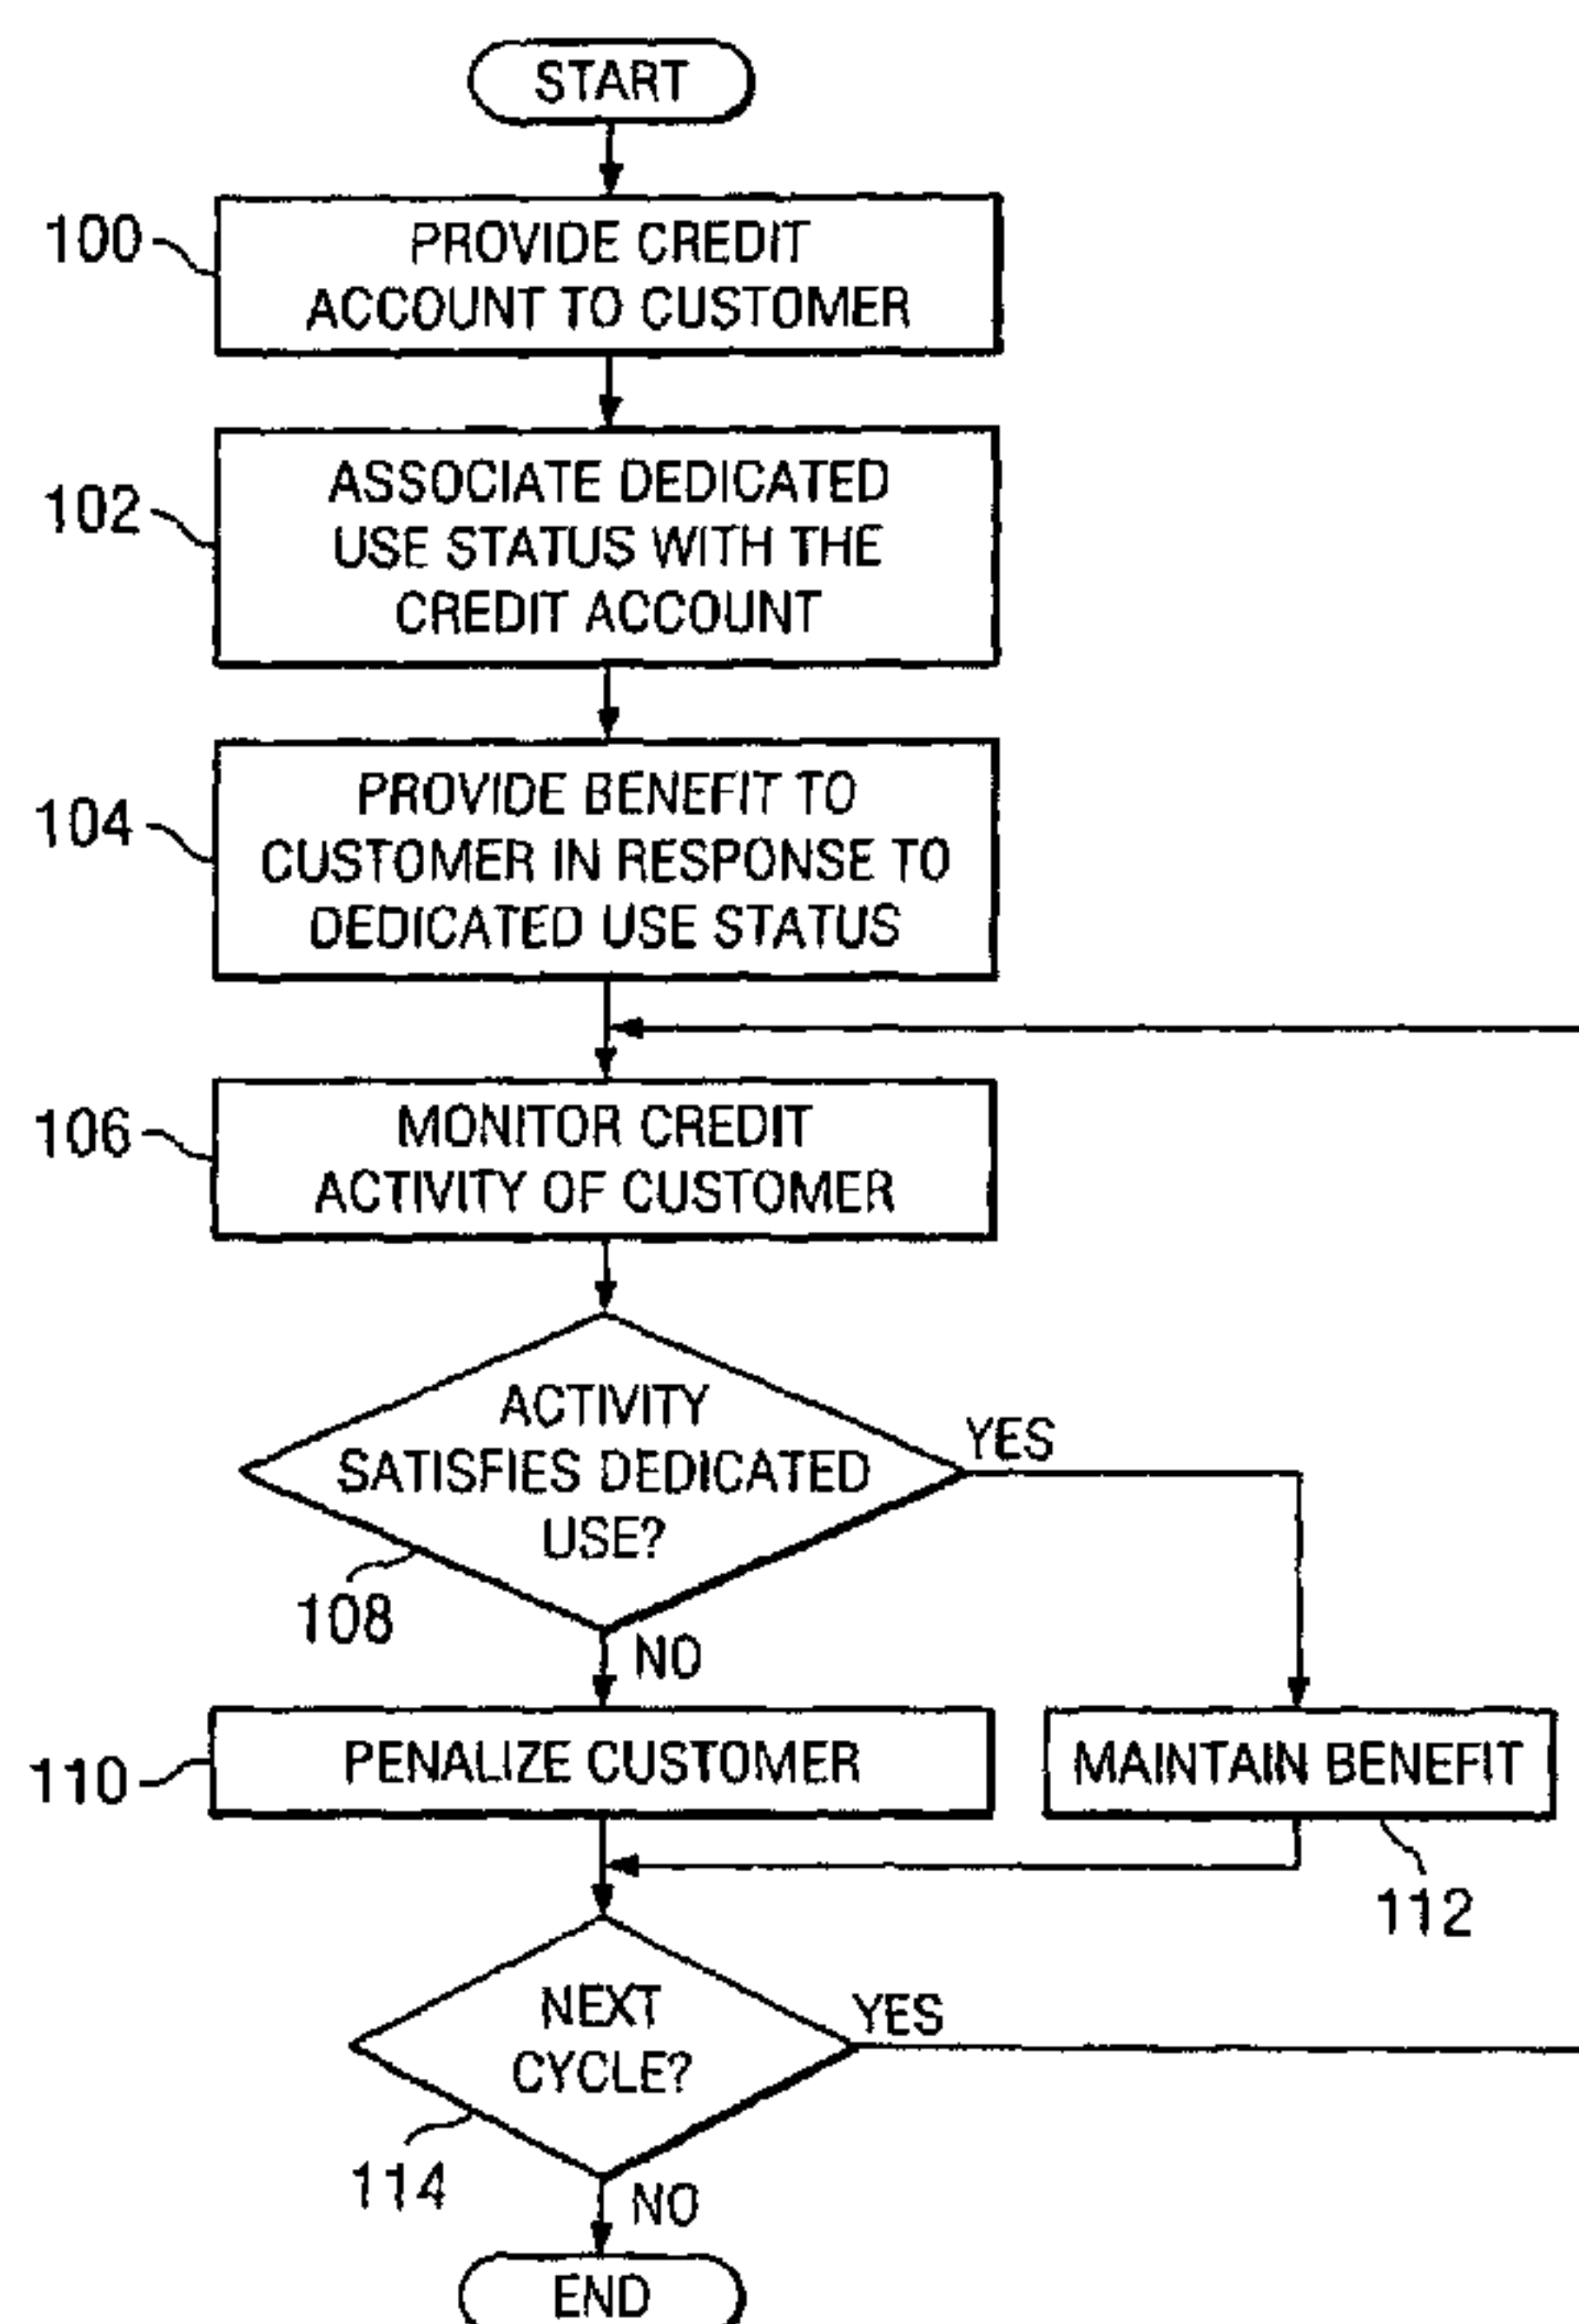 START
100
PROVIDE CREDIT
ACCOUNT TO CUSTOMER
102
ASSOCIATE DEDICATED
USE STATUS WITH THE
CREDIT ACCOUNT
104
PROVIDE BENEFIT TO
CUSTOMER IN RESPONSE TO
DEDICATED USE STATUS
106
MONITOR CREDIT
ACTIVITY OF CUSTOMER
ACTIVITY
SATISFIES DEDICATED
USE?
YES
108
NO
110
PENALIZE CUSTOMER
MAINTAIN BENEFIT
112
NEXT
CYCLE?
YES
114
NO
END